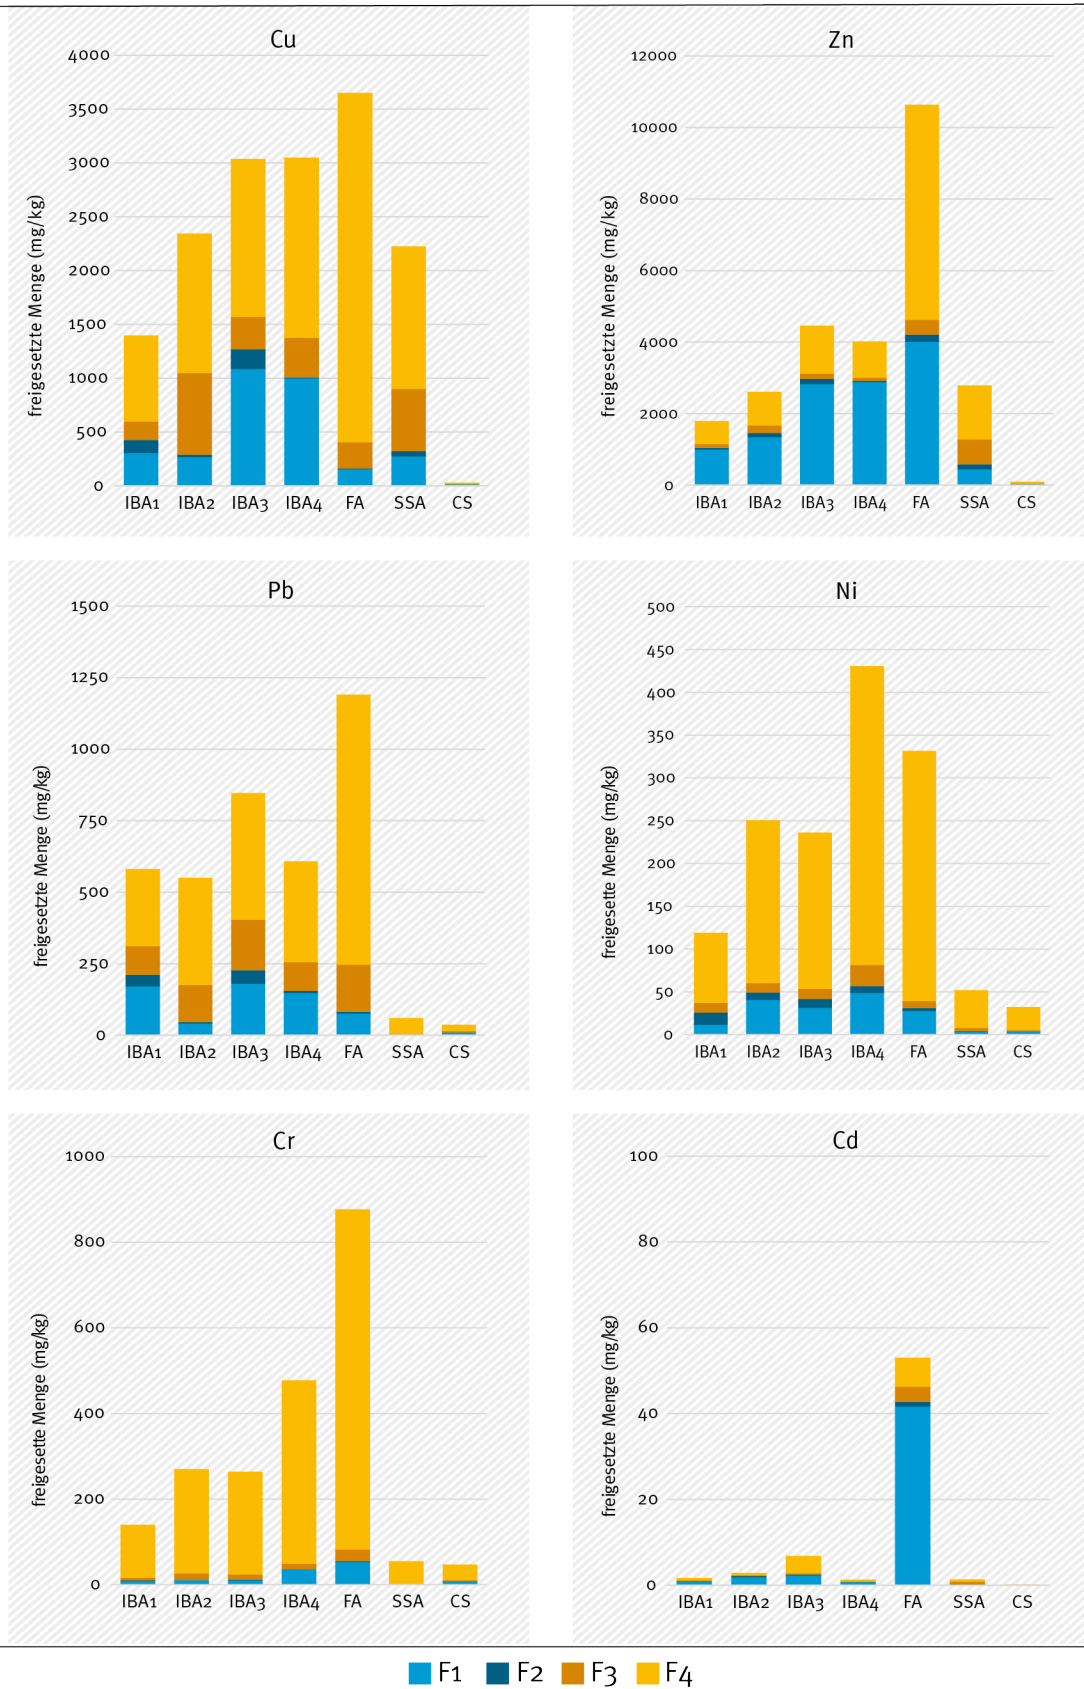 Cu
freigesetzte Menge (mg/kg)
4000
3500
3000
2500
2000
1500
1000
500
0
IBA1 IBA2 IBA3 IBA4 FA SSA CS
Zn
freigesetzte Menge (mg/kg)
12000
10000
8000
6000
4000
2000
0
IBA1 IBA2 IBA3 IBA4 FA SSA CS
Pb
freigesetzte Menge (mg/kg)
1500
1250
1000
750
500
250
0
IBA1 IBA2 IBA3 IBA4 FA SSA CS
Ni
freigesette Menge (mg/kg)
500
450
400
350
300
250
200
150
100
50
0
IBA1 IBA2 IBA3 IBA4 FA SSA CS
Cr
freigesette Menge (mg/kg)
1000
800
600
400
200
0
IBA1 IBA2 IBA3 IBA4 FA SSA CS
Cd
freigesetzte Menge (mg/kg)
100
80
60
40
20
0
IBA1 IBA2 IBA3 IBA4 FA SSA CS
F1 F2 F3 F4